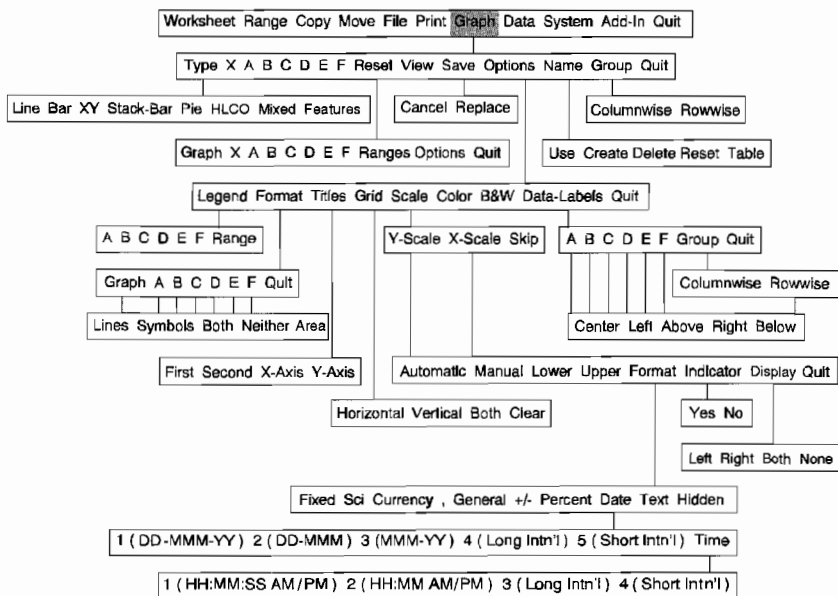 Worksheet Range Copy Move File Print Graph Data System Add-In Quit
Type X A B C D E F Reset View Save Options Name Group Quit
Line Bar XY Stack-Bar Pie HLCO Mixed Features
Cancel Replace
Columnwise Rowwise
Graph X A B C D E F Ranges Options Quit
Use Create Delete Reset Table
Legend Format Titles Grid Scale Color B&W Data-Labels Quit
A B C D E F Range
Y-Scale X-Scale Skip
A B C D E F Group Quit
Graph A B C D E F Quit
Columnwise Rowwise
Lines Symbols Both Neither Area
Center Left Above Right Below
First Second X-Axis Y-Axis
Automatic Manual Lower Upper Format Indicator Display Quit
Horizontal Vertical Both Clear
Yes No
Left Right Both None
Fixed Sci Currency , General +/- Percent Date Text Hidden
1 (DD-MMM-YY) 2 (DD-MMM) 3 (MMM-YY) 4 (Long Intn'l) 5 (Short Intn'l) Time
1 (HH:MM:SS AM/PM) 2 (HH:MM AM/PM) 3 (Long Intn'l) 4 (Short Intn'l)